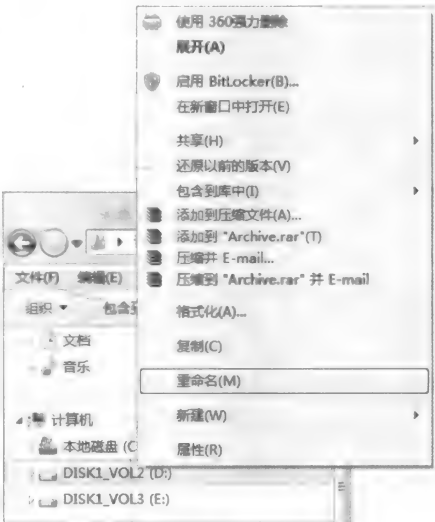 使用 360强力删除
展开(A)
启用 BitLocker(B)...
在新窗口中打开(E)
共享(H)
还原以前的版本(V)
包含到库中(I)
添加到压缩文件(A)...
添加到 "Archive.rar"(T)
压缩并 E-mail...
压缩到 "Archive.rar" 并 E-mail
格式化(A)...
复制(C)
重命名(M)
新建(W)
属性(R)
文件(F) 编辑(E)
组织 包含到
文档
音乐
计算机
本地磁盘 (C
DISK1_VOL2 (D:)
DISK1_VOL3 (E:)